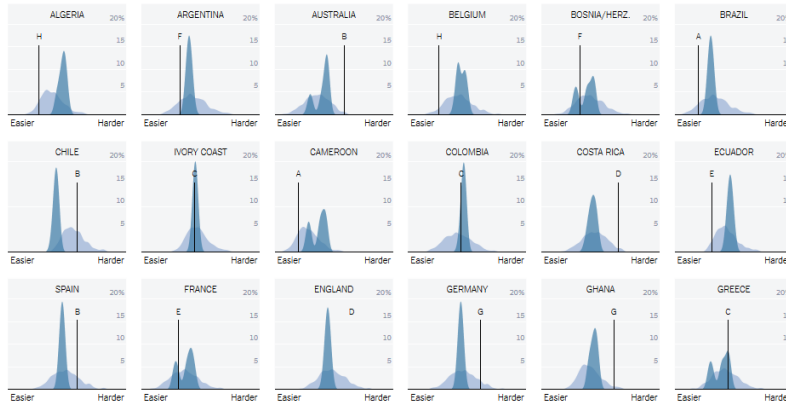 ALGERIA
20%
15
10
5
H
Easier Harder
ARGENTINA
20%
15
10
5
F
Easier Harder
AUSTRALIA
20%
15
10
5
B
Easier Harder
BELGIUM
20%
15
10
5
H
Easier Harder
BOSNIA/HERZ.
20%
15
10
5
F
Easier Harder
BRAZIL
20%
15
10
5
A
Easier Harder
CHILE
20%
15
10
5
B
Easier Harder
IVORY COAST
20%
15
10
5
C
Easier Harder
CAMEROON
20%
15
10
5
A
Easier Harder
COLOMBIA
20%
15
10
5
C
Easier Harder
COSTA RICA
20%
15
10
5
D
Easier Harder
ECUADOR
20%
15
10
5
E
Easier Harder
SPAIN
20%
15
10
5
B
Easier Harder
FRANCE
20%
15
10
5
E
Easier Harder
ENGLAND
20%
15
10
5
D
Easier Harder
GERMANY
20%
15
10
5
G
Easier Harder
GHANA
20%
15
10
5
G
Easier Harder
GREECE
20%
15
10
5
C
Easier Harder